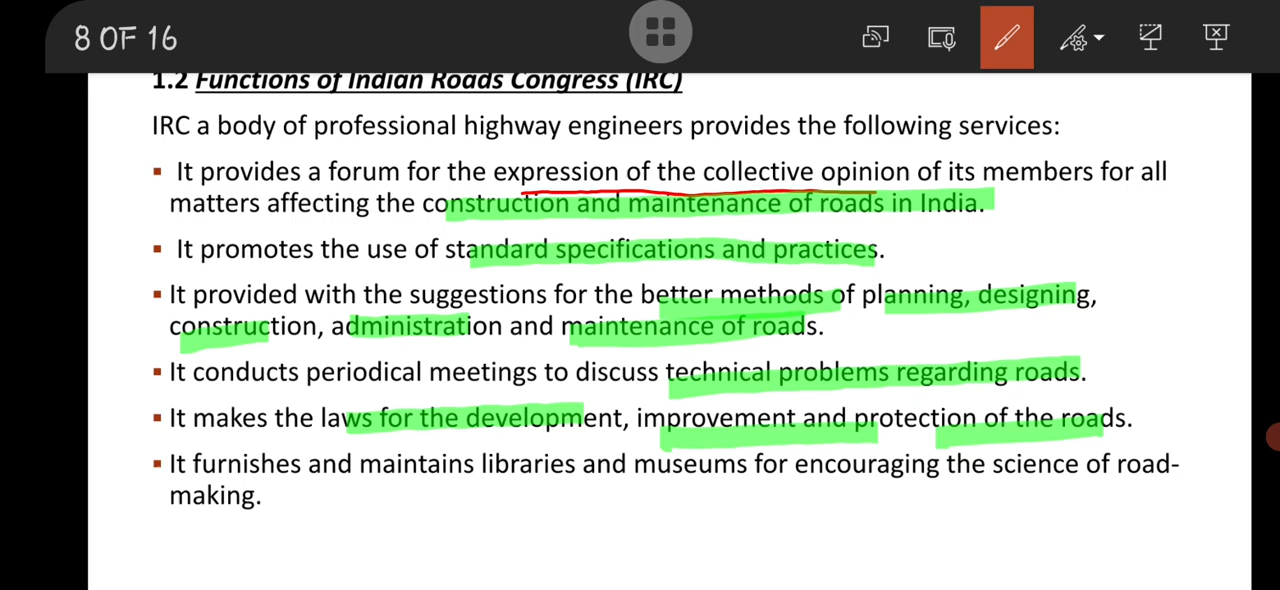 8 OF 16
1.2 Functions of Indian Roads Congress (IRC)
IRC a body of professional highway engineers provides the following services:
▪ It provides a forum for the expression of the collective opinion of its members for all
matters affecting the construction and maintenance of roads in India.
▪ It promotes the use of standard specifications and practices.
▪ It provided with the suggestions for the better methods of planning, designing,
construction, administration and maintenance of roads.
▪ It conducts periodical meetings to discuss technical problems regarding roads.
▪ It makes the laws for the development, improvement and protection of the roads.
▪ It furnishes and maintains libraries and museums for encouraging the science of road-
making.